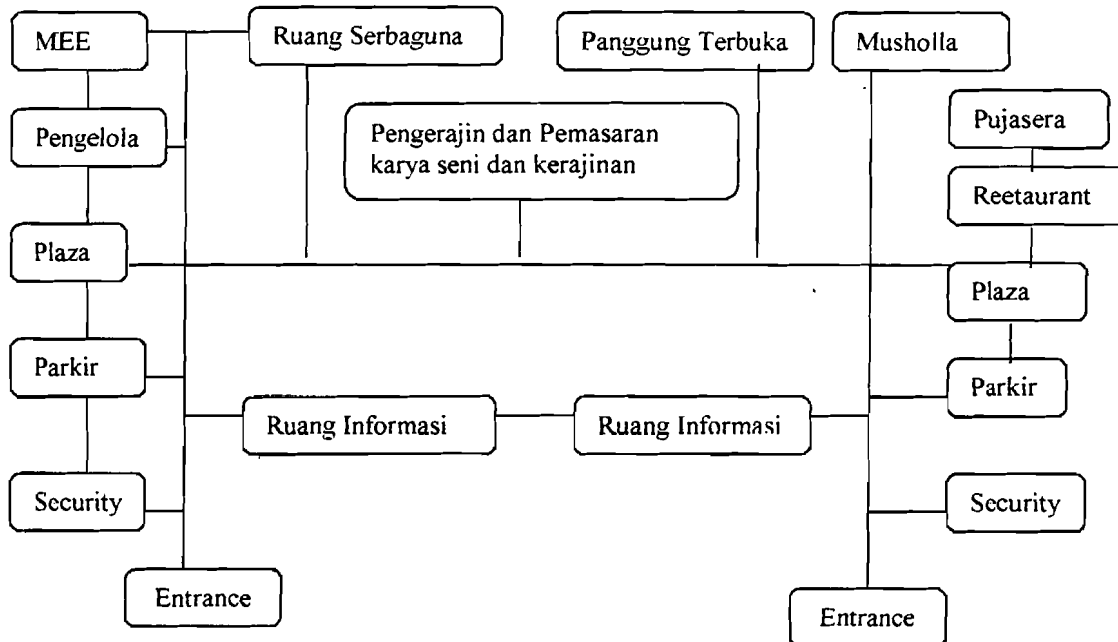 MEE
Ruang Serbaguna
Panggung Terbuka
Musholla
Pengelola
Pengerajin dan Pemasaran
karya seni dan kerajinan
Pujasera
Reetaurant
Plaza
Plaza
Parkir
Parkir
Ruang Informasi
Ruang Informasi
Security
Security
Entrance
Entrance